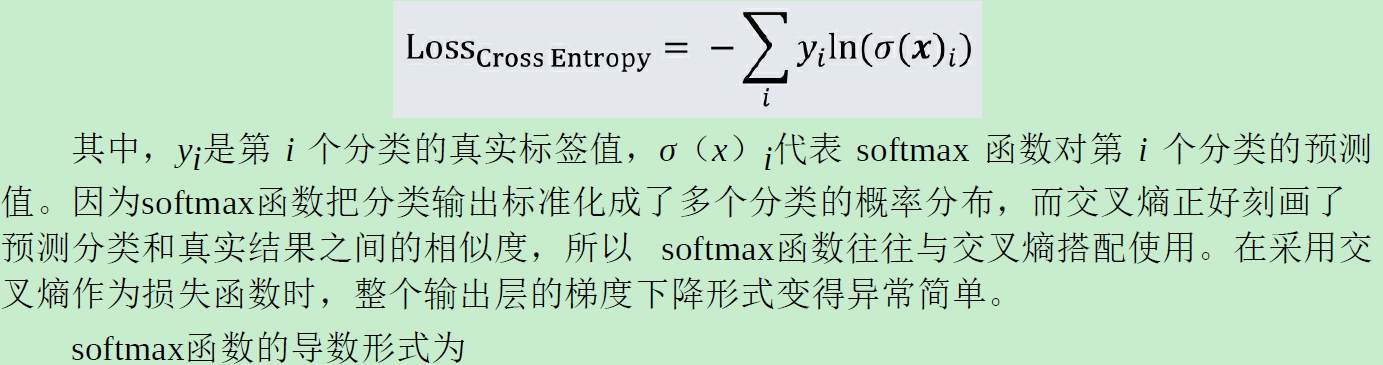 Loss_Cross Entropy = − ∑_i y_i ln(σ(x)_i)
其中，y_i是第 i 个分类的真实标签值，σ（x）_i代表 softmax 函数对第 i 个分类的预测
值。因为softmax函数把分类输出标准化成了多个分类的概率分布，而交叉熵正好刻画了
预测分类和真实结果之间的相似度，所以 softmax函数往往与交叉熵搭配使用。在采用交
叉熵作为损失函数时，整个输出层的梯度下降形式变得异常简单。
softmax函数的导数形式为